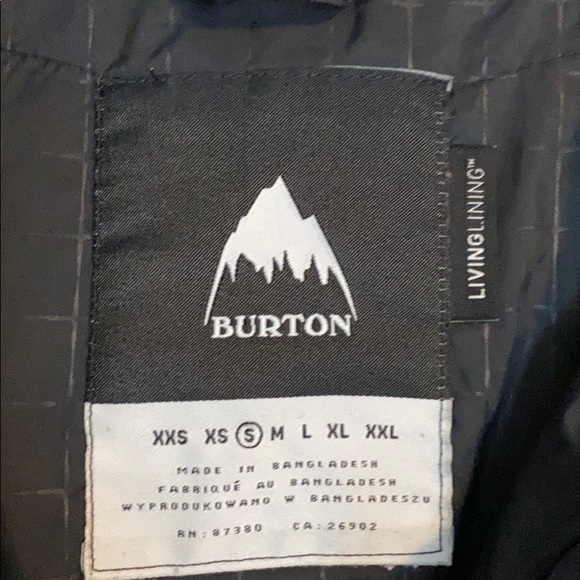 BURTON
LIVINGLINING™
XXS XS S M L XL XXL
MADE IN BANGLADESH
FABRIQUÉ AU BANGLADESH
WYPRODUKOWANO W BANGLADESZU
RN: 87380 CA: 26902